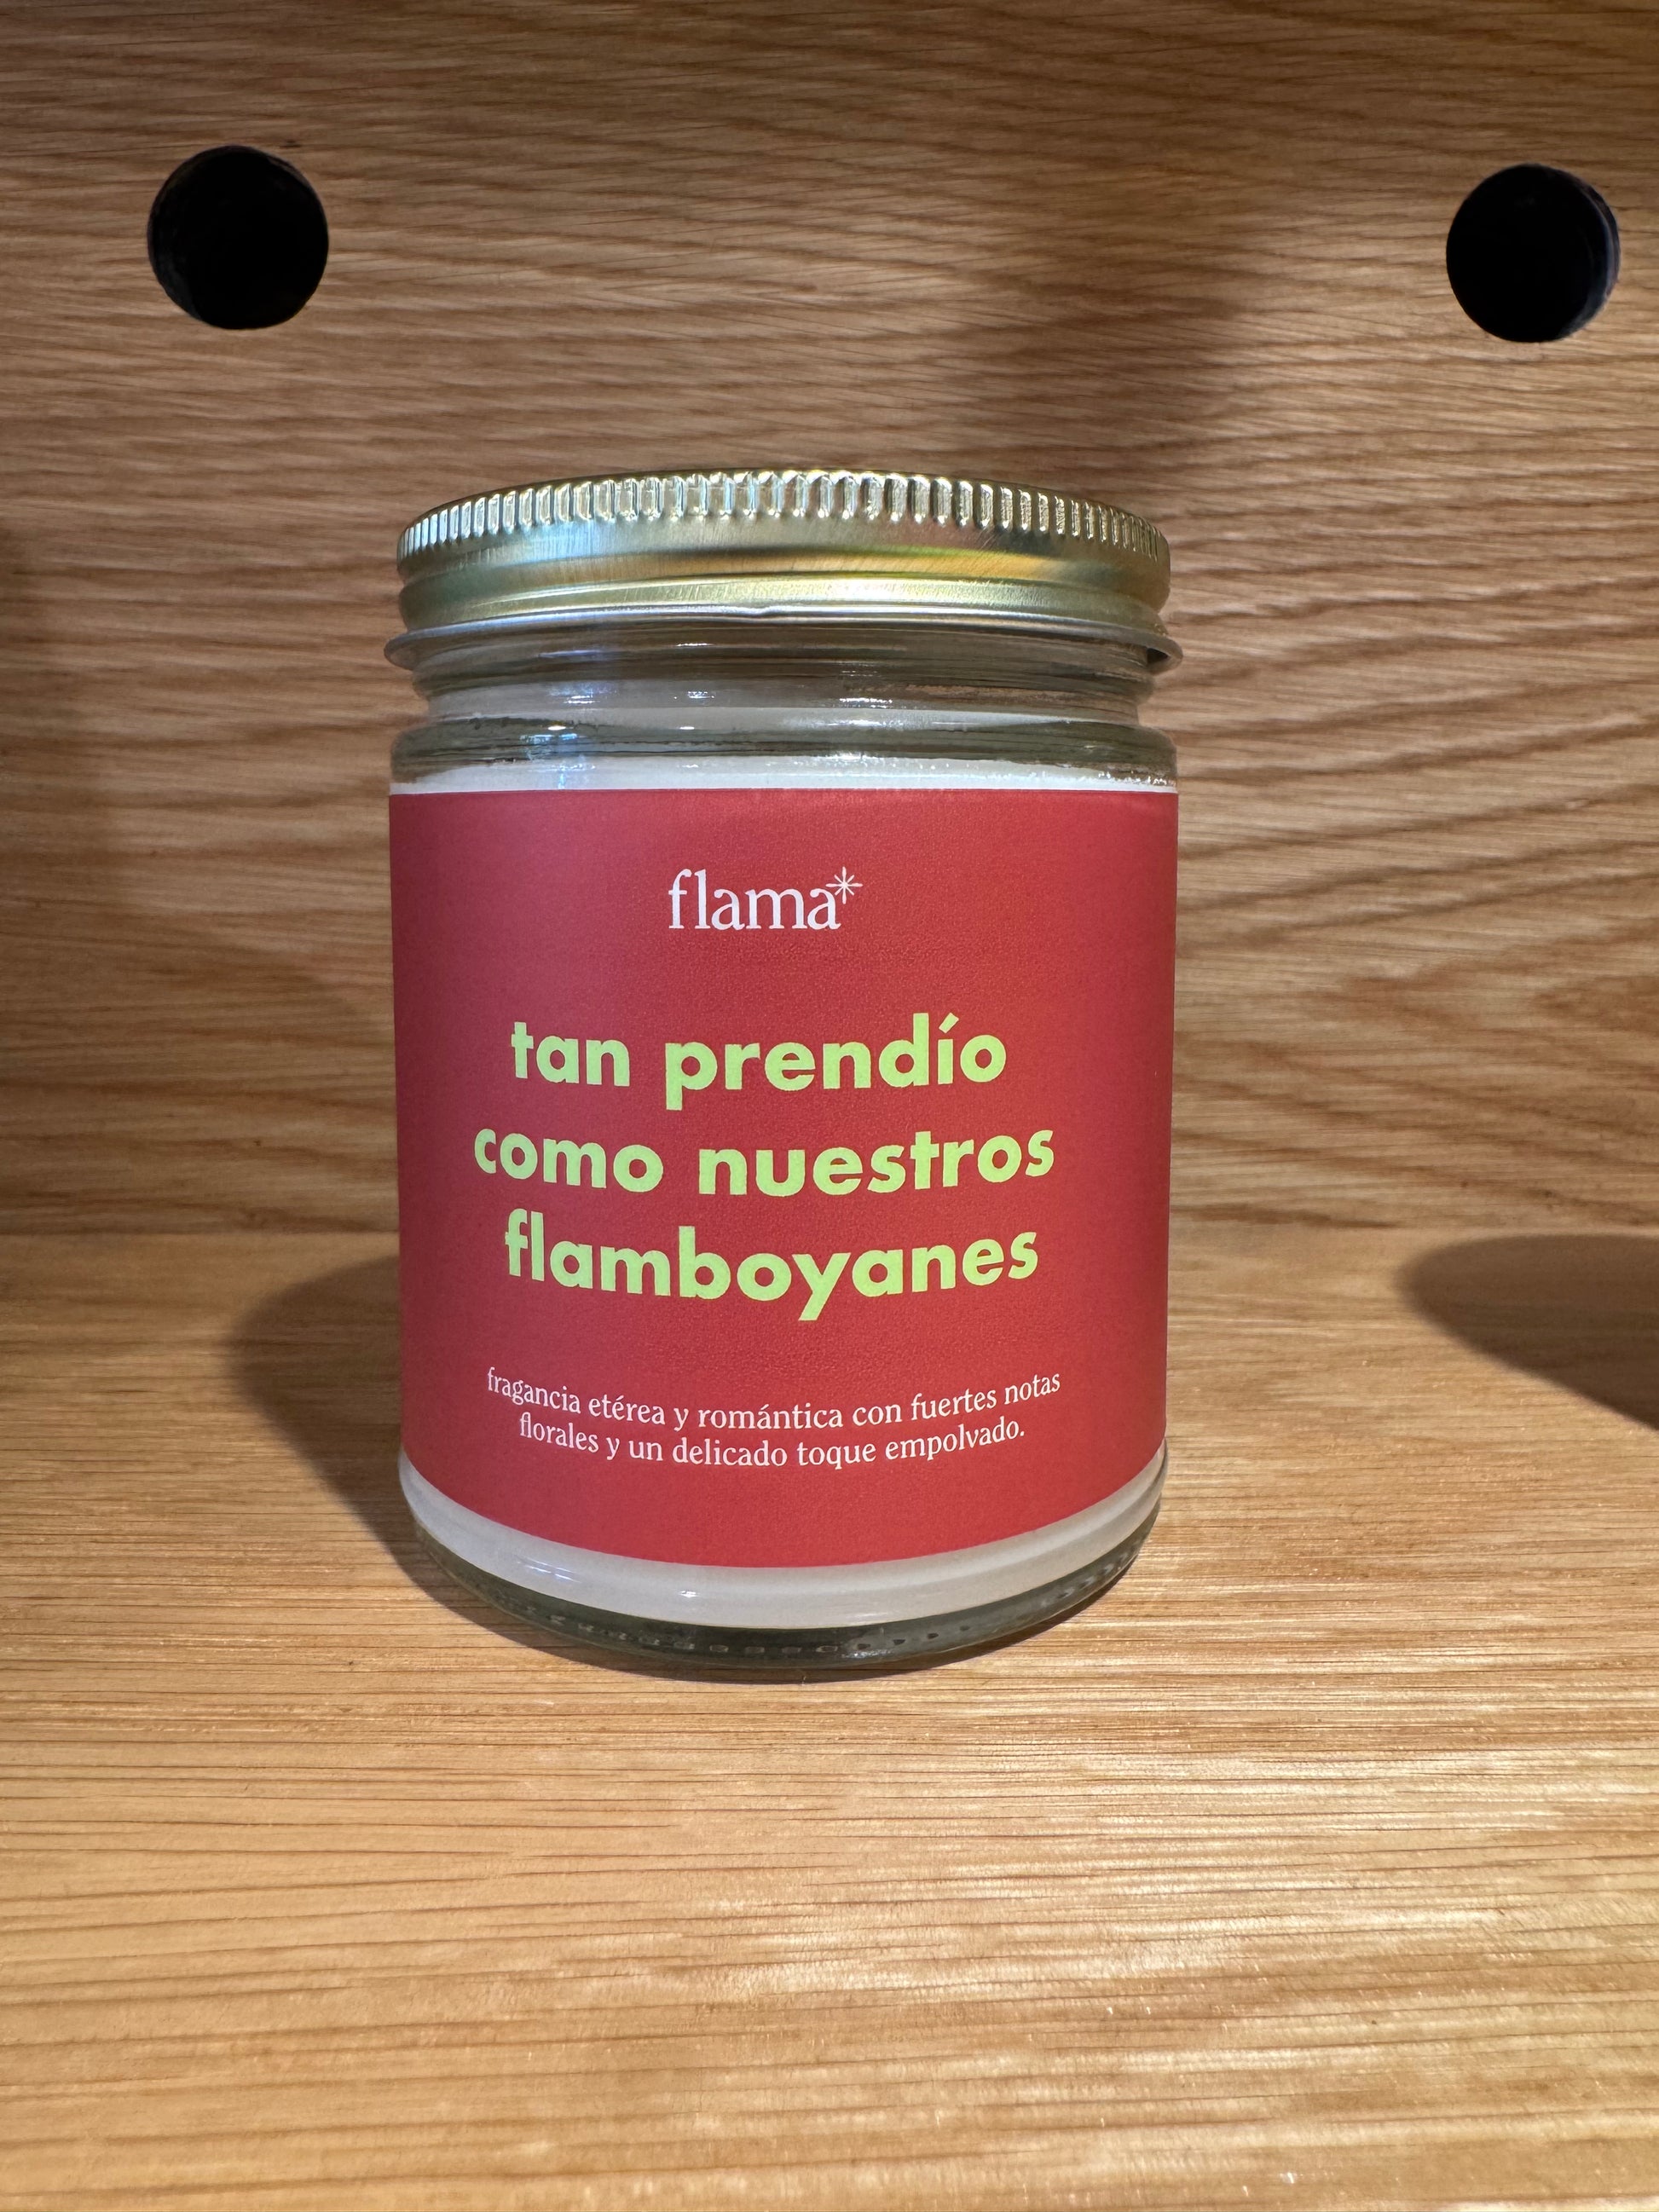 flama*
tan prendío
como nuestros
flamboyanes
fragancia etérea y romántica con fuertes notas
florales y un delicado toque empolvado.